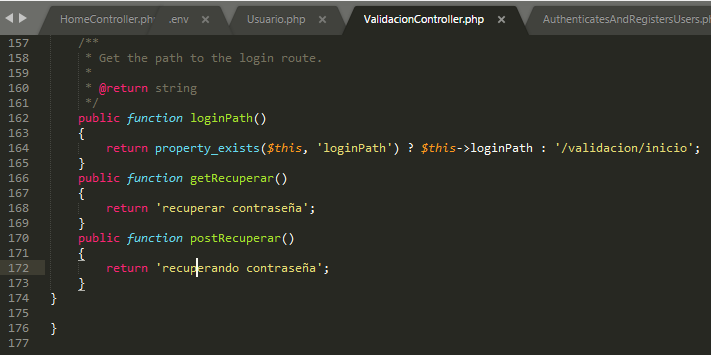 HomeController.ph
.env
Usuario.php
ValidacionController.php
AuthenticatesAndRegistersUsers.p
157 /**
158 * Get the path to the login route.
159 *
160 * @return string
161 */
162 public function loginPath()
163 {
164 return property_exists($this, 'loginPath') ? $this->loginPath : '/validacion/inicio';
165 }
166 public function getRecuperar()
167 {
168 return 'recuperar contraseña';
169 }
170 public function postRecuperar()
171 {
172 return 'recuperando contraseña';
173 }
174 }
175
176 }
177